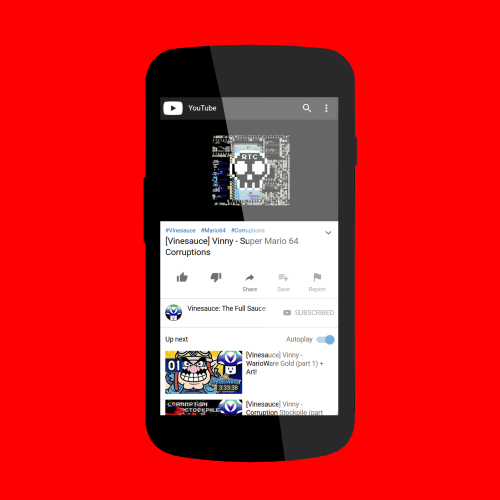 YouTube
RTC
#Vinesauce #Mario64 #Corruptions
[Vinesauce] Vinny - Super Mario 64
Corruptions
Share
Save
Report
Vinesauce: The Full Sauce
SUBSCRIBED
Up next
Autoplay
01
3:33:38
[Vinesauce] Vinny -
WarioWare Gold (part 1) +
Art!
CORRUPTION
STOCKPILE
[Vinesauce] Vinny -
Corruption Stockpile (part